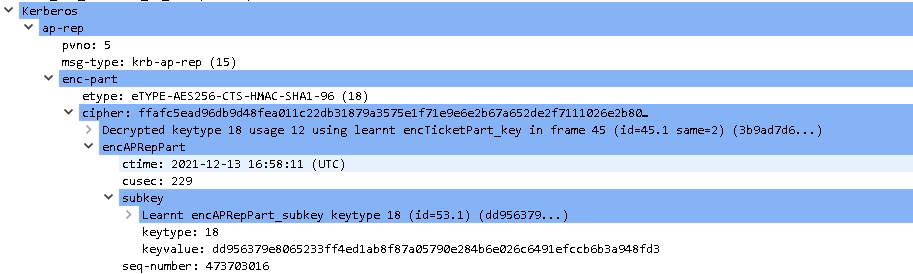 Kerberos
ap-rep
pvno: 5
msg-type: krb-ap-rep (15)
enc-part
etype: eTYPE-AES256-CTS-HMAC-SHA1-96 (18)
cipher: ffafc5ead96db9d48fea011c22db31879a3575e1f71e9e6e2b67a652de2f7111026e2b80…
Decrypted keytype 18 usage 12 using learnt encTicketPart_key in frame 45 (id=45.1 same=2) (3b9ad7d6...)
encAPRepPart
ctime: 2021-12-13 16:58:11 (UTC)
cusec: 229
subkey
Learnt encAPRepPart_subkey keytype 18 (id=53.1) (dd956379...)
keytype: 18
keyvalue: dd956379e8065233ff4ed1ab8f87a05790e284b6e026c6491efccb6b3a948fd3
seq-number: 473703016